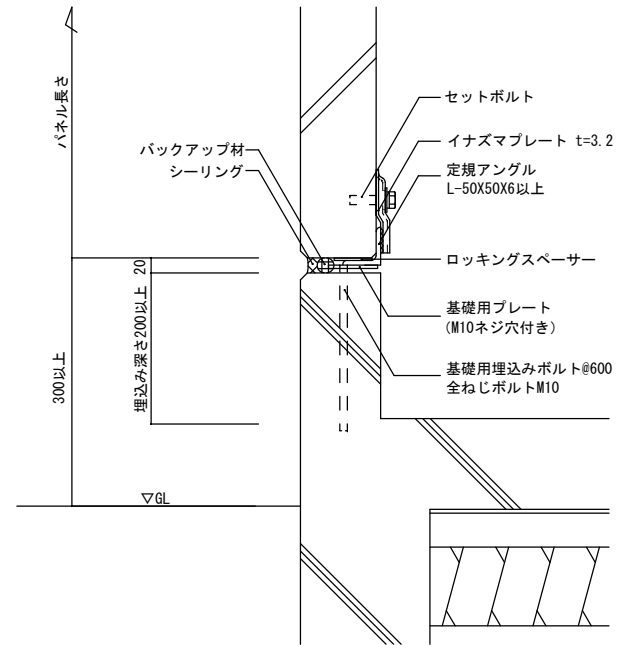 パネル長さ
バックアップ材
シーリング
セットボルト
イナズマプレート t=3.2
定規アングル
L-50X50X6以上
20
300以上
埋込み深さ200以上
ロッキングスペーサー
基礎用プレート
(M10ネジ穴付き)
基礎用埋込みボルト@600
全ねじボルトM10
▽GL